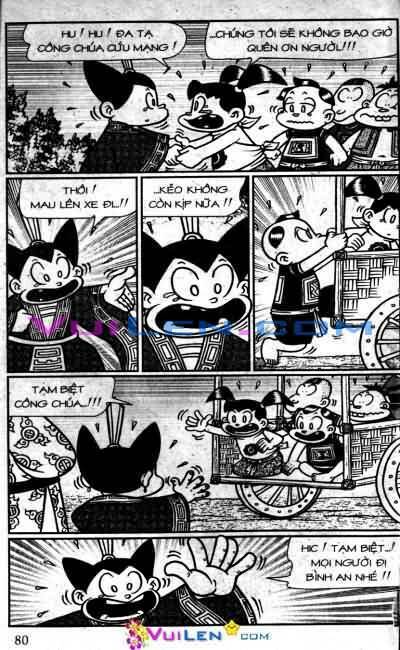 HU! HU! ĐA TẠ
CÔNG CHÚA CỨU MẠNG!
..CHÚNG TÔI SẼ KHÔNG BAO GIỜ
QUÊN ƠN NGƯỜI!!!
THÔI!
MAU LÊN XE ĐI..!!
..KẺO KHÔNG
CÒN KỊP NỮA!!
VUILEN.COM
TẠM BIỆT
CÔNG CHÚA..!!!
HIC! TẠM BIỆT..!
MỌI NGƯỜI ĐI
BÌNH AN NHÉ!!
80
VUILEN.COM